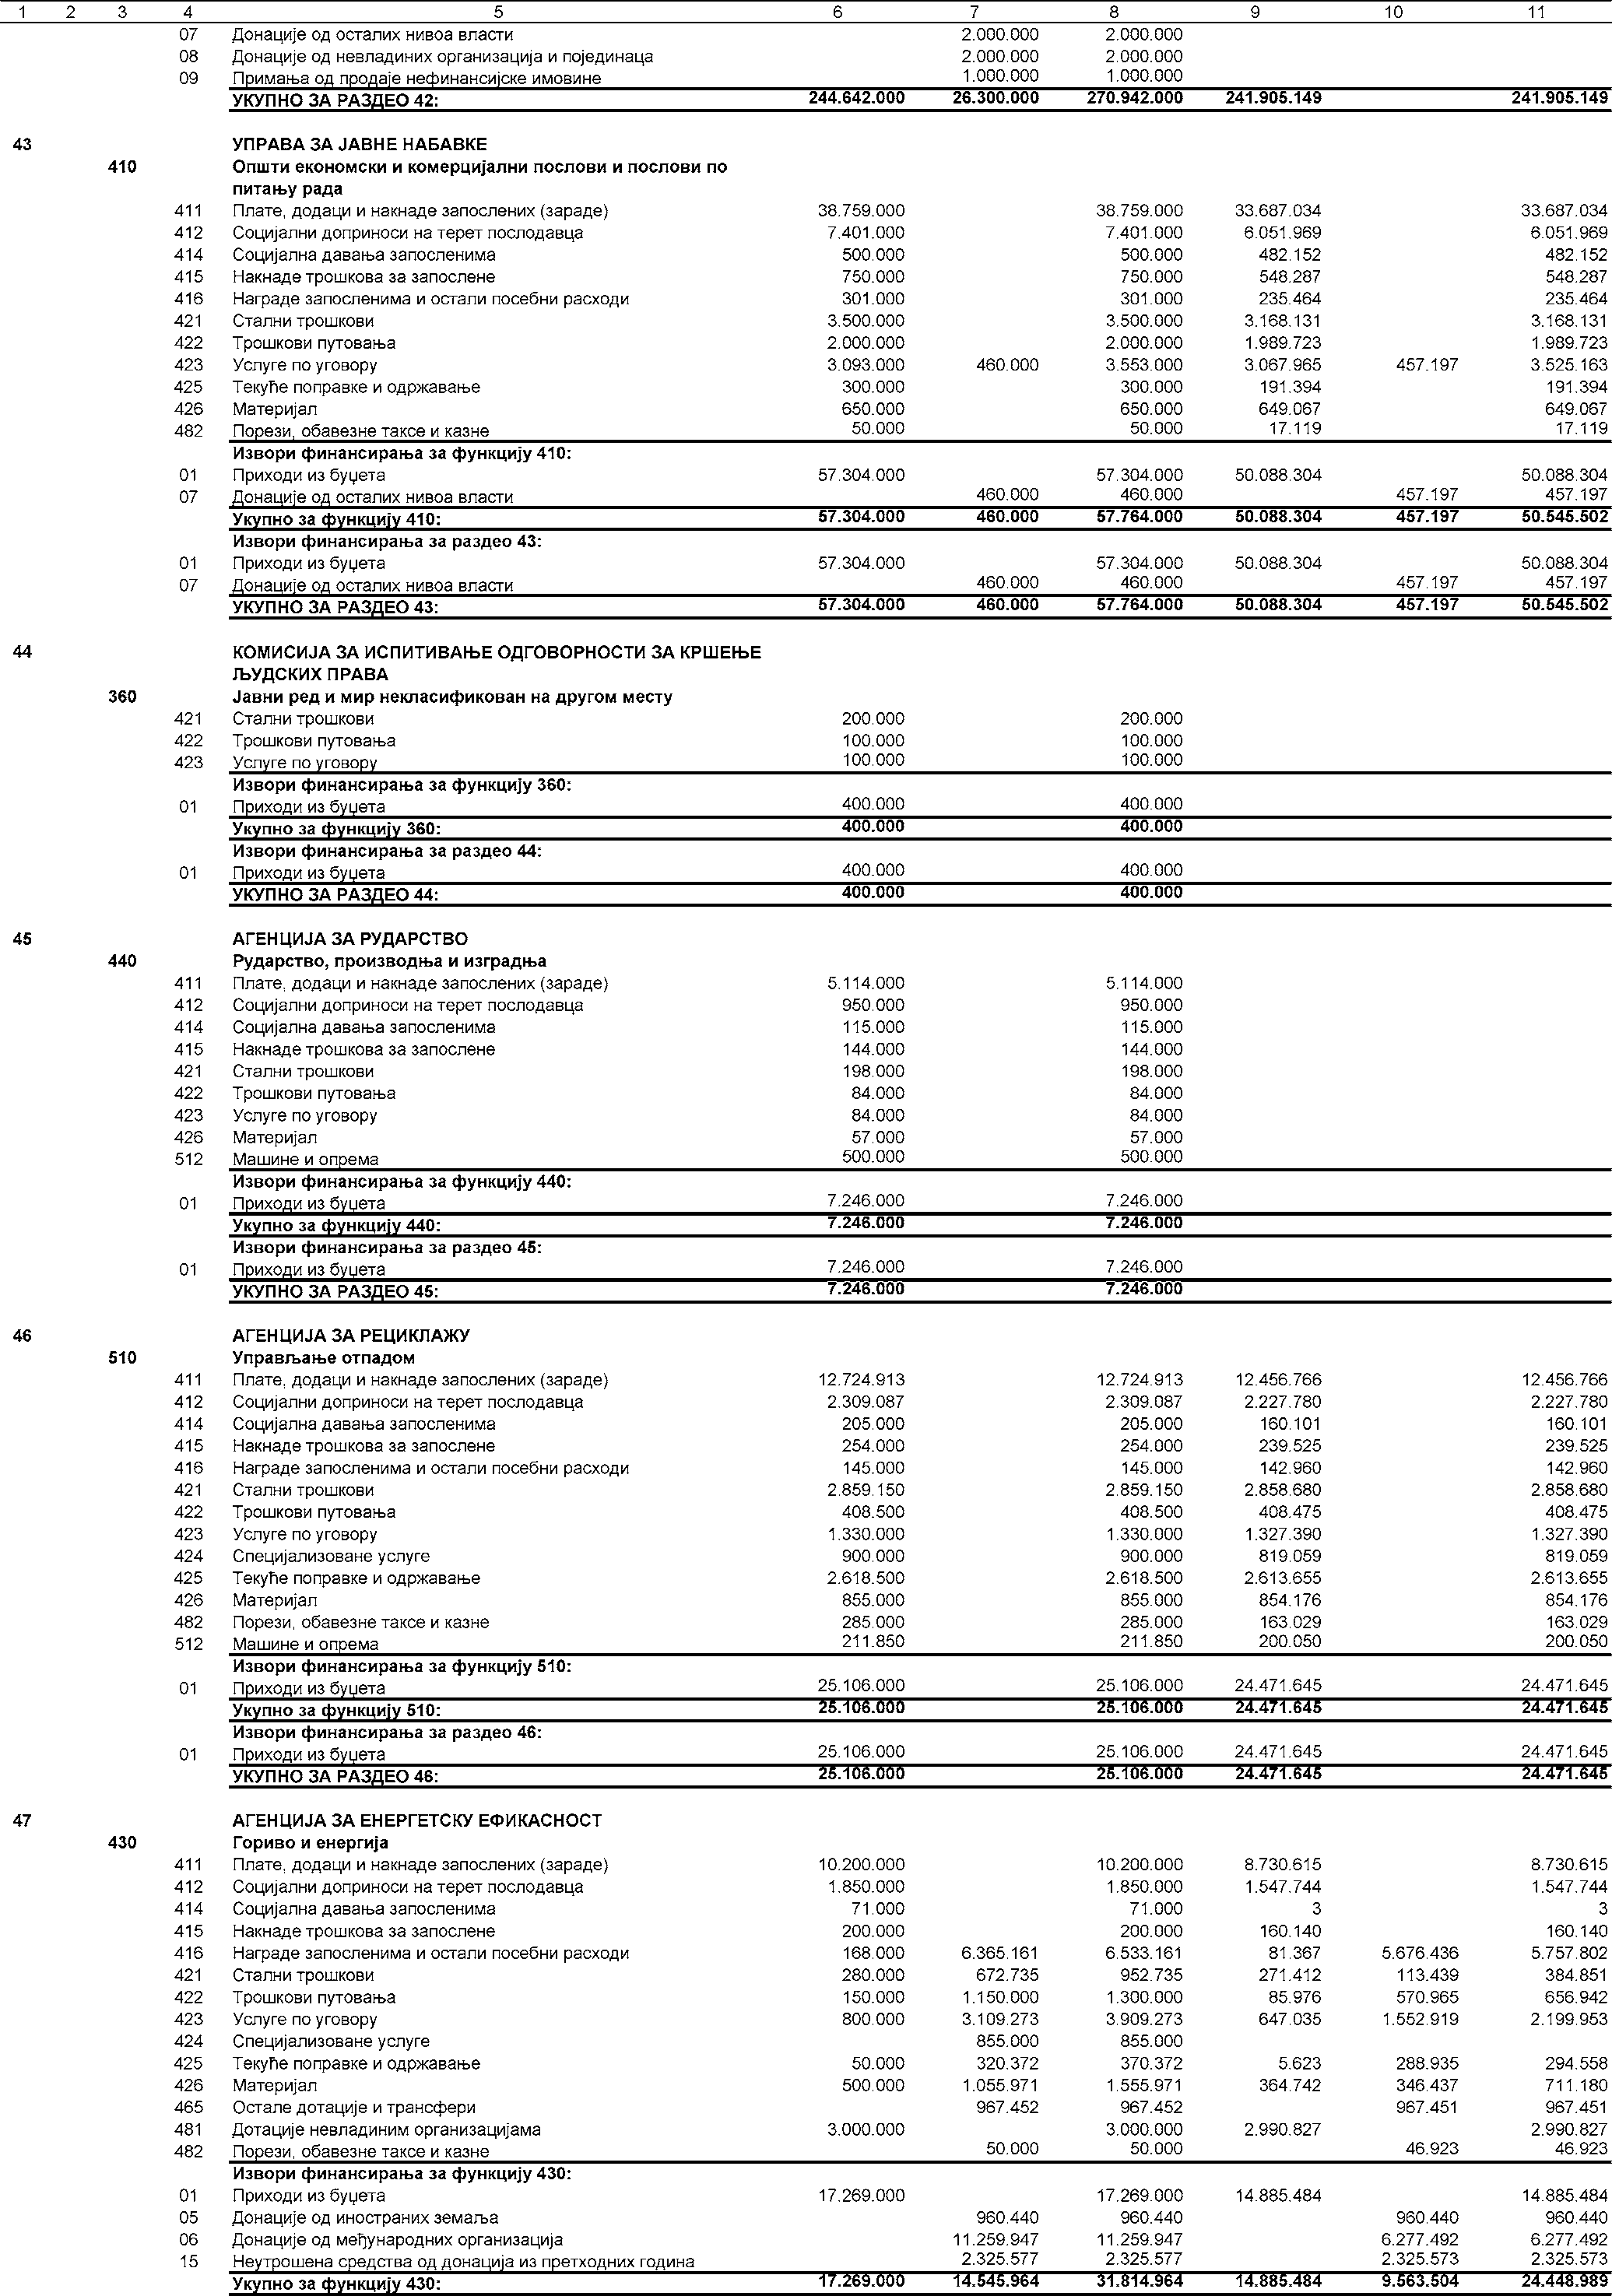 1 2 3 4 5 6 7 8 9 10 11
07 Донације од осталих нивоа власти 2.000.000 2.000.000
08 Донације од невладиних организација и појединаца 2.000.000 2.000.000
09 Примања од продаје нефинансијске имовине 1.000.000 1.000.000
УКУПНО ЗА РАЗДЕО 42: 244.642.000 26.300.000 270.942.000 241.905.149 241.905.149
43 УПРАВА ЗА ЈАВНЕ НАБАВКЕ
410 Општи економски и комерцијални послови и послови по
питању рада
411 Плате, додаци и накнаде запослених (зараде) 38.759.000 38.759.000 33.687.034 33.687.034
412 Социјални доприноси на терет послодавца 7.401.000 7.401.000 6.051.969 6.051.969
414 Социјална давања запосленима 500.000 500.000 482.152 482.152
415 Накнаде трошкова за запослене 750.000 750.000 548.287 548.287
416 Награде запосленима и остали посебни расходи 301.000 301.000 235.464 235.464
421 Стални трошкови 3.500.000 3.500.000 3.168.131 3.168.131
422 Трошкови путовања 2.000.000 2.000.000 1.989.723 1.989.723
423 Услуге по уговору 3.093.000 460.000 3.553.000 3.067.965 457.197 3.525.163
425 Текуће поправке и одржавање 300.000 300.000 191.394 191.394
426 Материјал 650.000 650.000 649.067 649.067
482 Порези, обавезне таксе и казне 50.000 50.000 17.119 17.119
Извори финансирања за функцију 410:
01 Приходи из буџета 57.304.000 57.304.000 50.088.304 50.088.304
07 Донације од осталих нивоа власти 460.000 460.000 457.197 457.197
Укупно за функцију 410: 57.304.000 460.000 57.764.000 50.088.304 457.197 50.545.502
Извори финансирања за раздео 43:
01 Приходи из буџета 57.304.000 57.304.000 50.088.304 50.088.304
07 Донације од осталих нивоа власти 460.000 460.000 457.197 457.197
УКУПНО ЗА РАЗДЕО 43: 57.304.000 460.000 57.764.000 50.088.304 457.197 50.545.502
44 КОМИСИЈА ЗА ИСПИТИВАЊЕ ОДГОВОРНОСТИ ЗА КРШЕЊЕ
ЉУДСКИХ ПРАВА
360 Јавни ред и мир некласификован на другом месту
421 Стални трошкови 200.000 200.000
422 Трошкови путовања 100.000 100.000
423 Услуге по уговору 100.000 100.000
Извори финансирања за функцију 360:
01 Приходи из буџета 400.000 400.000
Укупно за функцију 360: 400.000 400.000
Извори финансирања за раздео 44:
01 Приходи из буџета 400.000 400.000
УКУПНО ЗА РАЗДЕО 44: 400.000 400.000
45 АГЕНЦИЈА ЗА РУДАРСТВО
440 Рударство, производња и изградња
411 Плате, додаци и накнаде запослених (зараде) 5.114.000 5.114.000
412 Социјални доприноси на терет послодавца 950.000 950.000
414 Социјална давања запосленима 115.000 115.000
415 Накнаде трошкова за запослене 144.000 144.000
421 Стални трошкови 198.000 198.000
422 Трошкови путовања 84.000 84.000
423 Услуге по уговору 84.000 84.000
426 Материјал 57.000 57.000
512 Машине и опрема 500.000 500.000
Извори финансирања за функцију 440:
01 Приходи из буџета 7.246.000 7.246.000
Укупно за функцију 440: 7.246.000 7.246.000
Извори финансирања за раздео 45:
01 Приходи из буџета 7.246.000 7.246.000
УКУПНО ЗА РАЗДЕО 45: 7.246.000 7.246.000
46 АГЕНЦИЈА ЗА РЕЦИКЛАЖУ
510 Управљање отпадом
411 Плате, додаци и накнаде запослених (зараде) 12.724.913 12.724.913 12.456.766 12.456.766
412 Социјални доприноси на терет послодавца 2.309.087 2.309.087 2.227.780 2.227.780
414 Социјална давања запосленима 205.000 205.000 160.101 160.101
415 Накнаде трошкова за запослене 254.000 254.000 239.525 239.525
416 Награде запосленима и остали посебни расходи 145.000 145.000 142.960 142.960
421 Стални трошкови 2.859.150 2.859.150 2.858.680 2.858.680
422 Трошкови путовања 408.500 408.500 408.475 408.475
423 Услуге по уговору 1.330.000 1.330.000 1.327.390 1.327.390
424 Специјализоване услуге 900.000 900.000 819.059 819.059
425 Текуће поправке и одржавање 2.618.500 2.618.500 2.613.655 2.613.655
426 Материјал 855.000 855.000 854.176 854.176
482 Порези, обавезне таксе и казне 285.000 285.000 163.029 163.029
512 Машине и опрема 211.850 211.850 200.050 200.050
Извори финансирања за функцију 510:
01 Приходи из буџета 25.106.000 25.106.000 24.471.645 24.471.645
Укупно за функцију 510: 25.106.000 25.106.000 24.471.645 24.471.645
Извори финансирања за раздео 46:
01 Приходи из буџета 25.106.000 25.106.000 24.471.645 24.471.645
УКУПНО ЗА РАЗДЕО 46: 25.106.000 25.106.000 24.471.645 24.471.645
47 АГЕНЦИЈА ЗА ЕНЕРГЕТСКУ ЕФИКАСНОСТ
430 Гориво и енергија
411 Плате, додаци и накнаде запослених (зараде) 10.200.000 10.200.000 8.730.615 8.730.615
412 Социјални доприноси на терет послодавца 1.850.000 1.850.000 1.547.744 1.547.744
414 Социјална давања запосленима 71.000 71.000 3 3
415 Накнаде трошкова за запослене 200.000 200.000 160.140 160.140
416 Награде запосленима и остали посебни расходи 168.000 6.365.161 6.533.161 81.367 5.676.436 5.757.802
421 Стални трошкови 280.000 672.735 952.735 271.412 113.439 384.851
422 Трошкови путовања 150.000 1.150.000 1.300.000 85.976 570.965 656.942
423 Услуге по уговору 800.000 3.109.273 3.909.273 647.035 1.552.919 2.199.953
424 Специјализоване услуге 855.000 855.000
425 Текуће поправке и одржавање 50.000 320.372 370.372 5.623 288.935 294.558
426 Материјал 500.000 1.055.971 1.555.971 364.742 346.437 711.180
465 Остале дотације и трансфери 967.452 967.452 967.451 967.451
481 Дотације невладиним организацијама 3.000.000 3.000.000 2.990.827 2.990.827
482 Порези, обавезне таксе и казне 50.000 50.000 46.923 46.923
Извори финансирања за функцију 430:
01 Приходи из буџета 17.269.000 17.269.000 14.885.484 14.885.484
05 Донације од иностраних земаља 960.440 960.440 960.440 960.440
06 Донације од међународних организација 11.259.947 11.259.947 6.277.492 6.277.492
15 Неутрошена средства од донација из претходних година 2.325.577 2.325.577 2.325.573 2.325.573
Укупно за функцију 430: 17.269.000 14.545.964 31.814.964 14.885.484 9.563.504 24.448.989